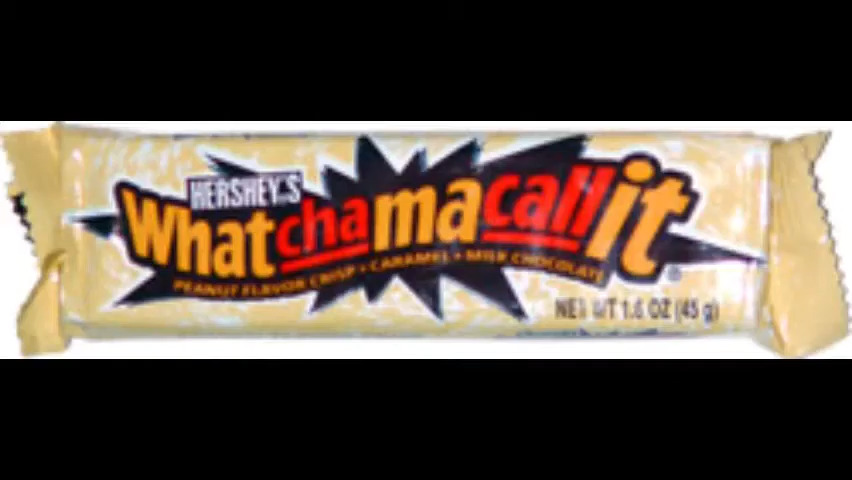 HERSHEY'S
Whatchamacallit®
PEANUT FLAVOR CRISP • CARAMEL • MILK CHOCOLATE
NET WT 1.6 OZ (45 g)